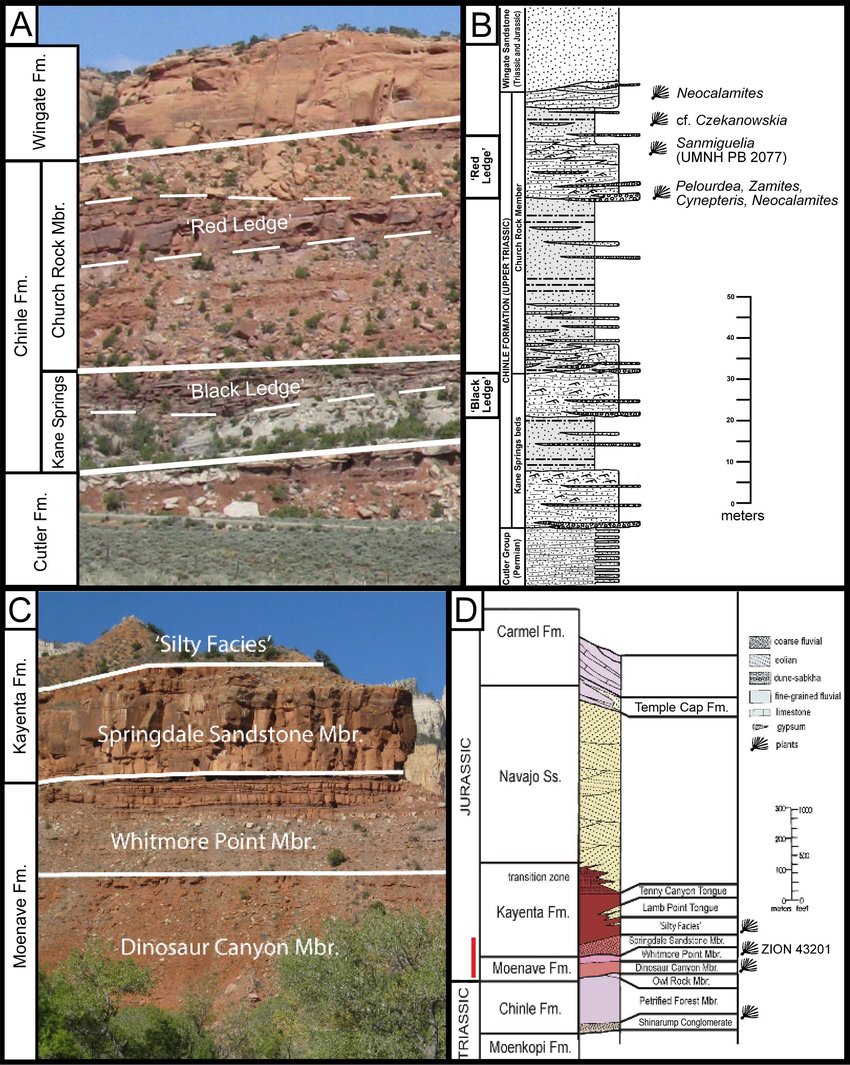 A
Wingate Fm.
Chinle Fm.
Church Rock Mbr.
Kane Springs
Cutler Fm.
'Red Ledge'
'Black Ledge'
B
Wingate Sandstone
(Triassic and Jurassic)
CHINLE FORMATION (UPPER TRIASSIC)
Church Rock Member
Kane Springs beds
Cutler Group
(Permian)
'Red
Ledge'
'Black
Ledge'
Neocalamites
cf. Czekanowskia
Sanmiguelia
(UMNH PB 2077)
Pelourdea, Zamites,
Cynepteris, Neocalamites
50
40
30
20
10
0
meters
C
Kayenta Fm.
Moenave Fm.
'Silty Facies'
Springdale Sandstone Mbr.
Whitmore Point Mbr.
Dinosaur Canyon Mbr.
D
JURASSIC
TRIASSIC
Carmel Fm.
Navajo Ss.
transition zone
Kayenta Fm.
Moenave Fm.
Chinle Fm.
Moenkopi Fm.
Temple Cap Fm.
Tenny Canyon Tongue
Lamb Point Tongue
'Silty Facies'
Springdale Sandstone Mbr.
Whitmore Point Mbr.
Dinosaur Canyon Mbr.
Owl Rock Mbr.
Petrified Forest Mbr.
Shinarump Conglomerate
ZION 43201
coarse fluvial
eolian
dune-sabkha
fine-grained fluvial
limestone
gypsum
plants
300 1000
200
500
100
0 0
meters feet